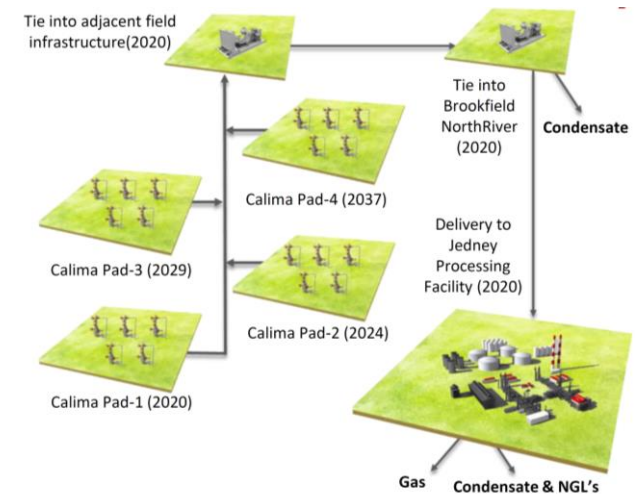 Tie into adjacent field
infrastructure(2020)
Tie into
Brookfield
NorthRiver
(2020)
Condensate
Calima Pad-4 (2037)
Calima Pad-3 (2029)
Delivery to
Jedney
Processing
Facility (2020)
Calima Pad-2 (2024)
Calima Pad-1 (2020)
Gas
Condensate & NGL's